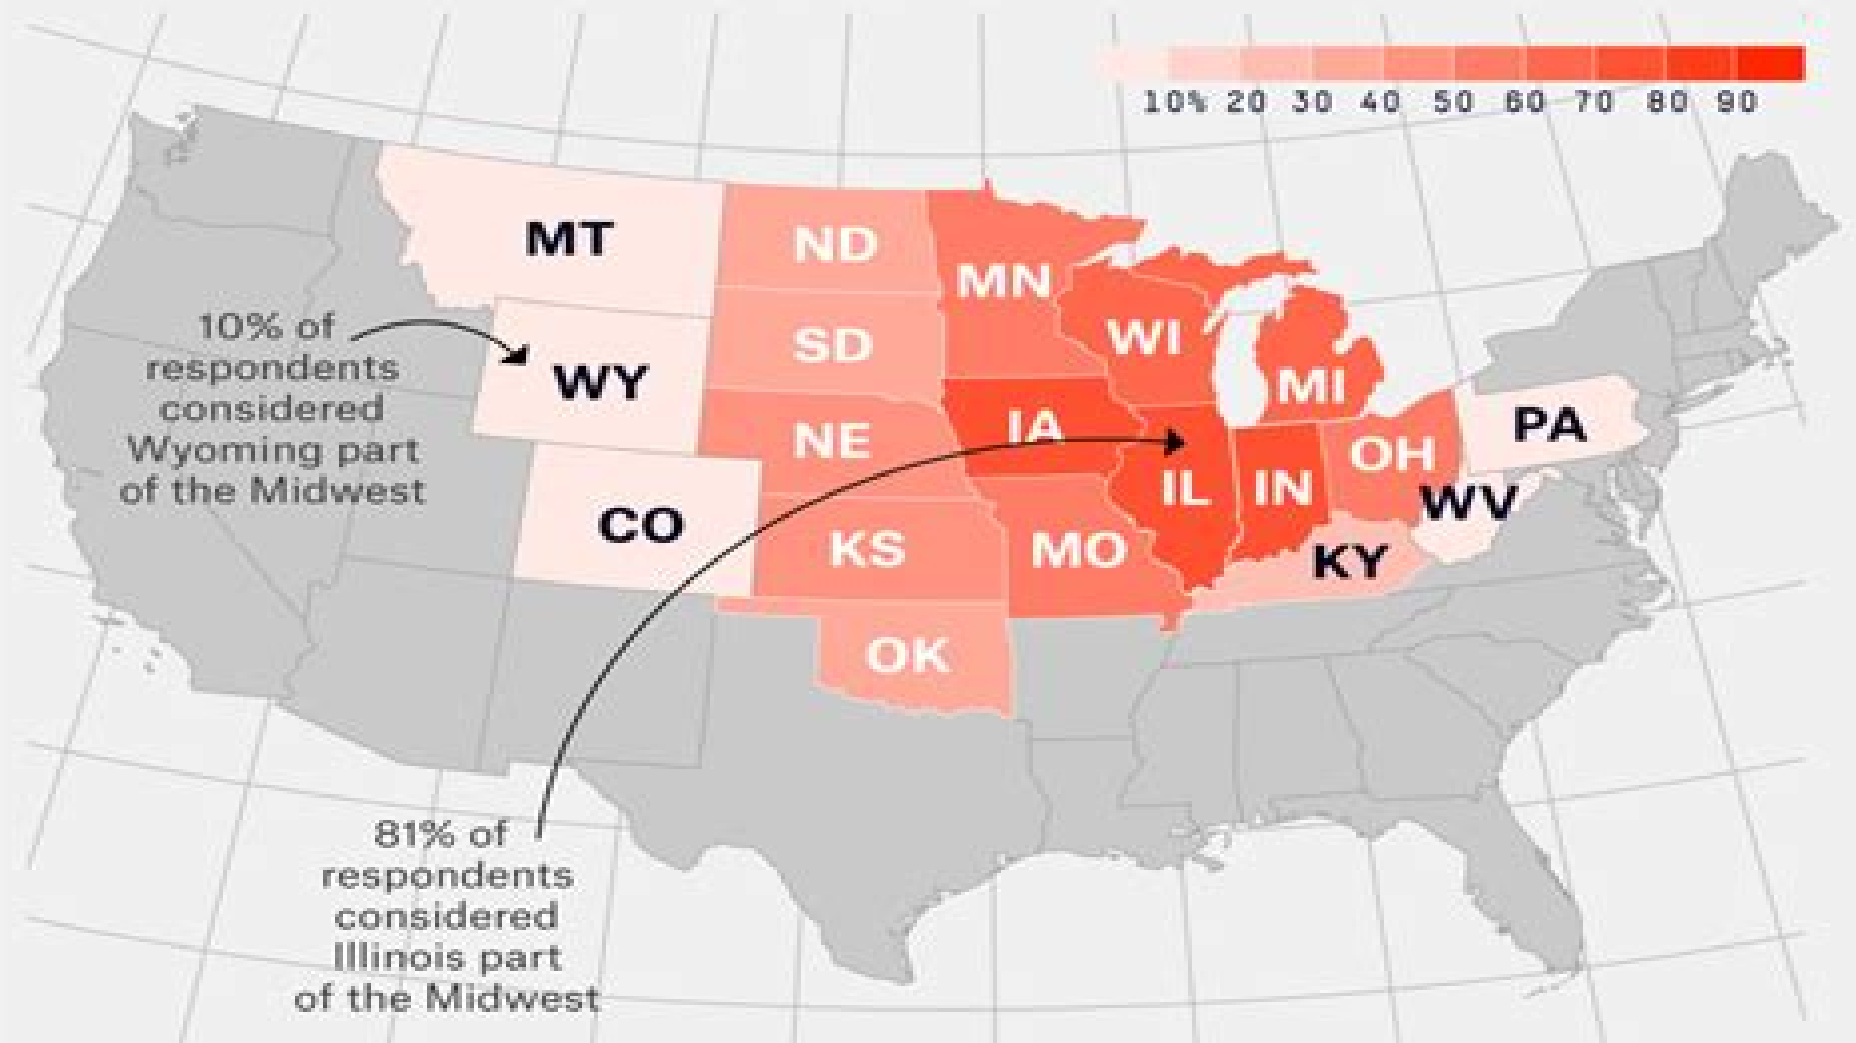 10% 20 30 40 50 60 70 80 90
MT
ND
MN
WI
MI
WY
SD
IA
NE
IL
IN
OH
PA
WV
CO
KS
MO
KY
OK
10% of
respondents
considered
Wyoming part
of the Midwest
81% of
respondents
considered
Illinois part
of the Midwest